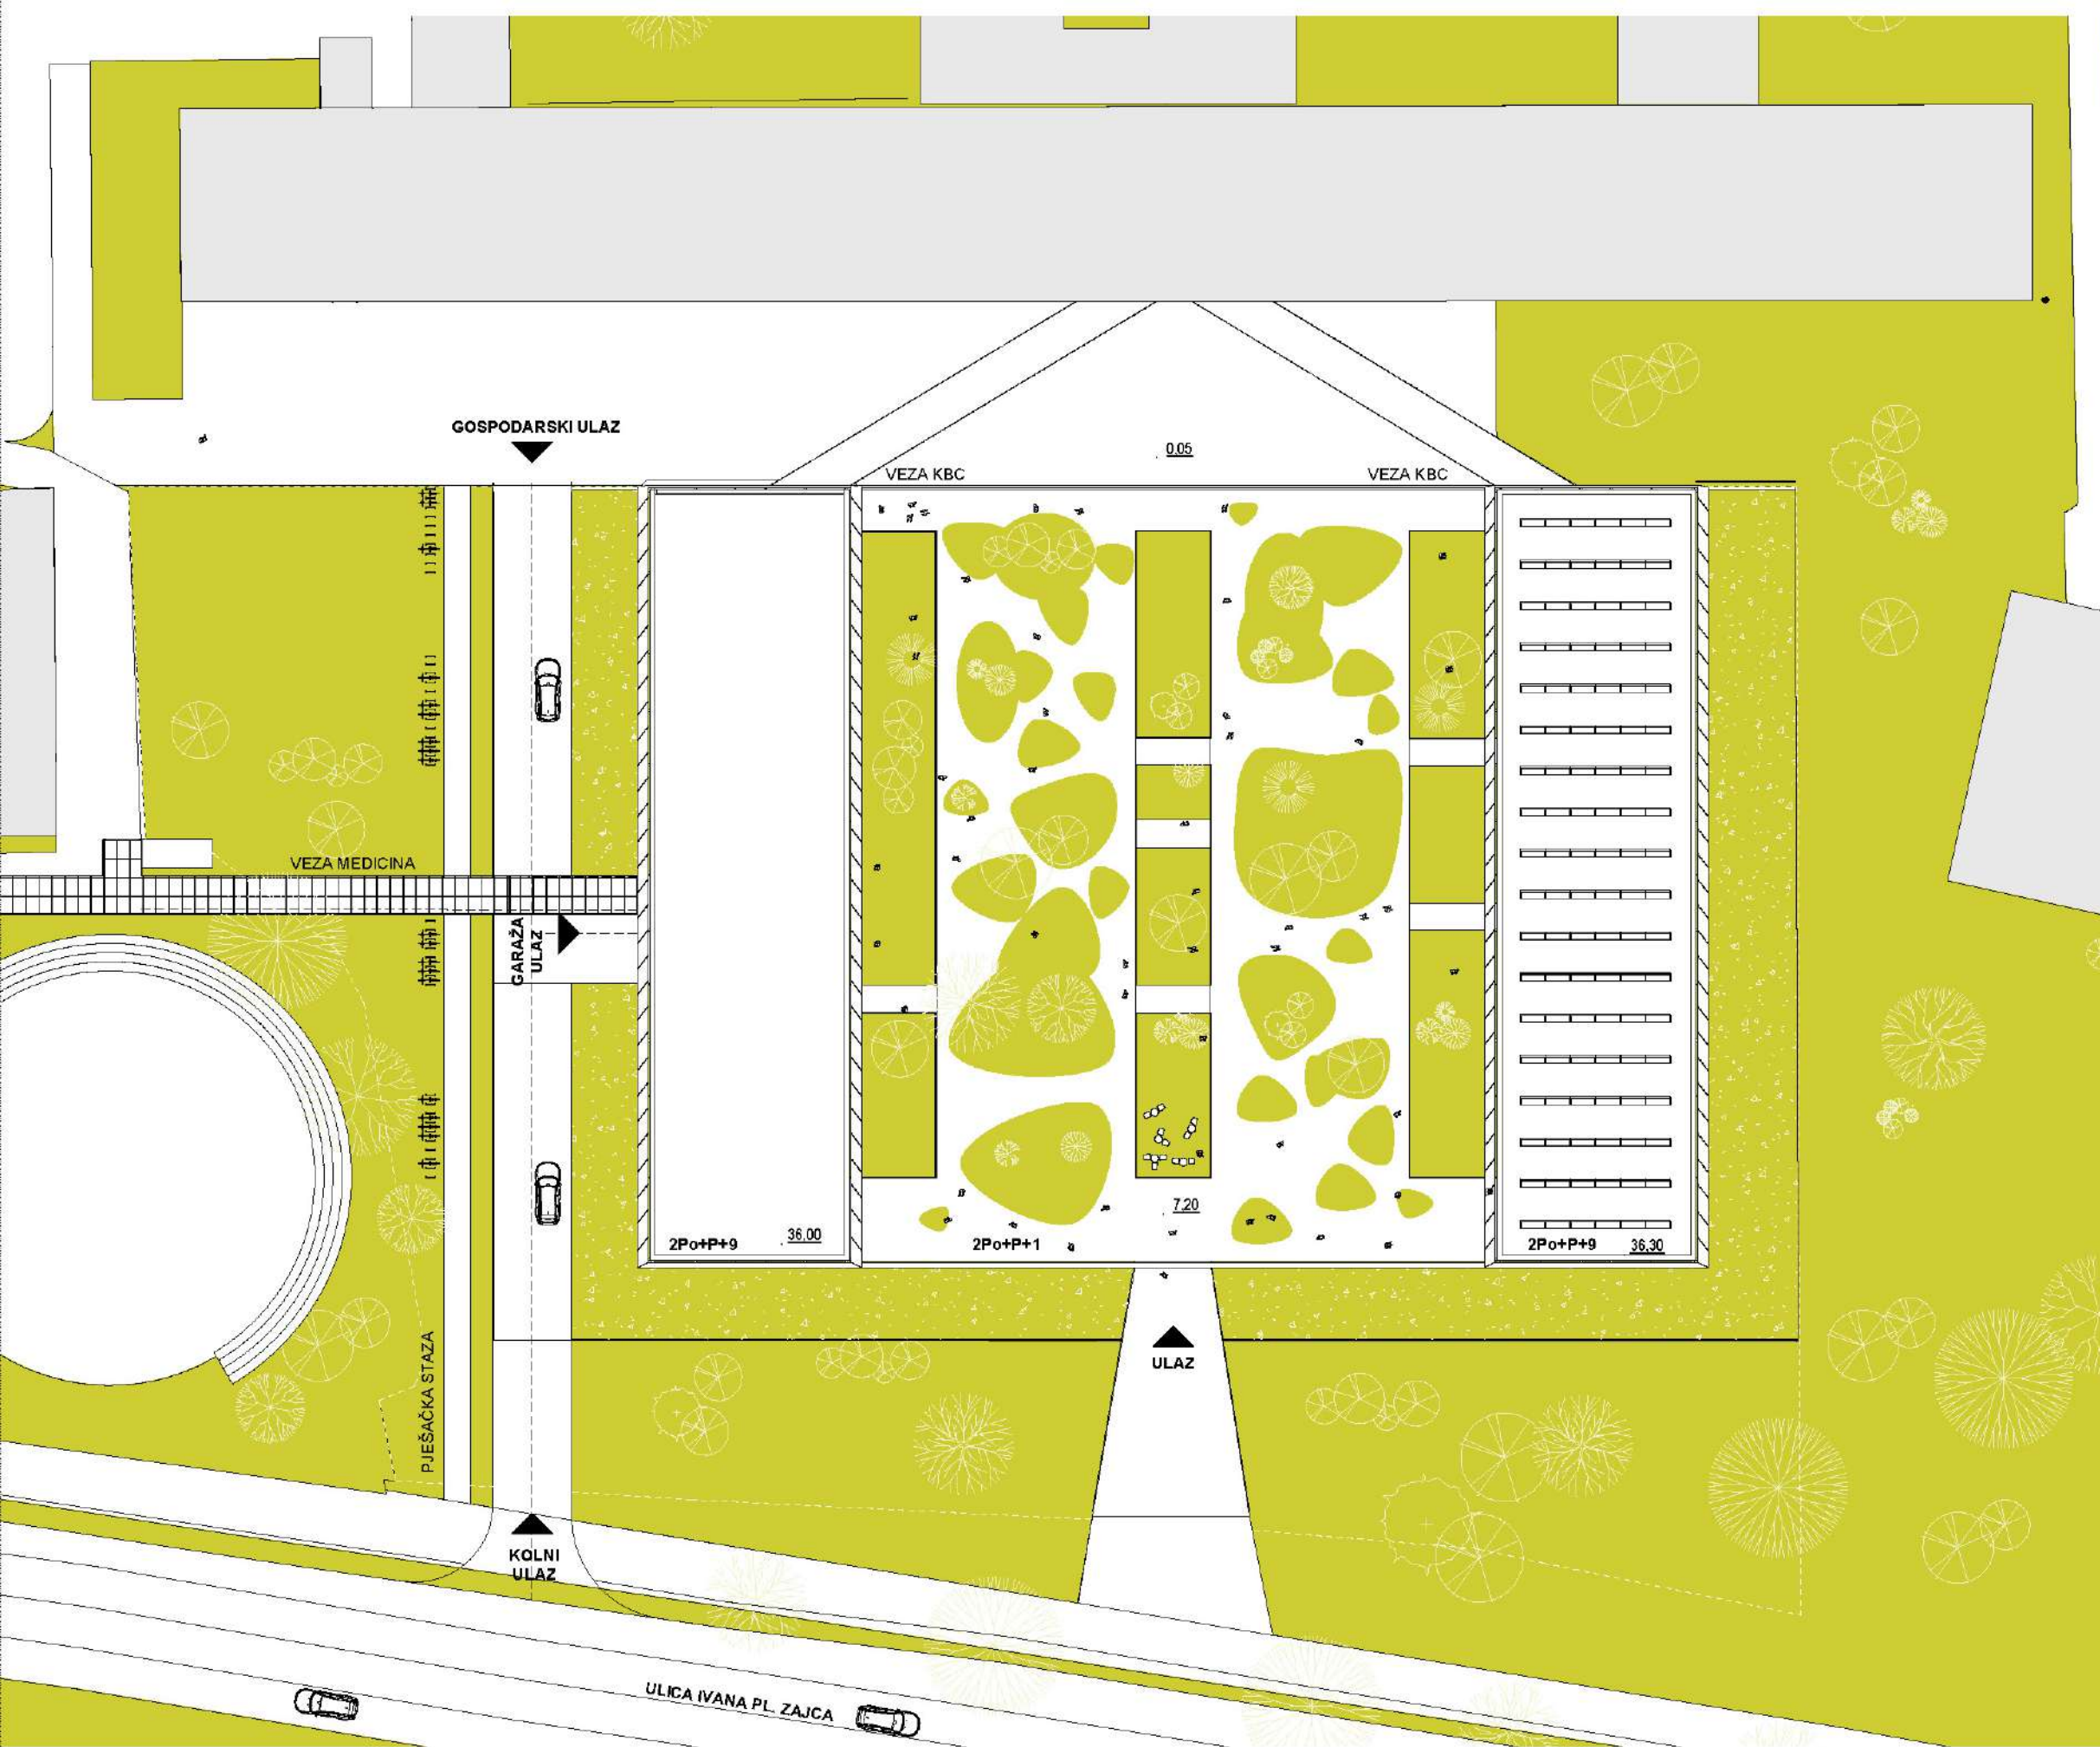 GOSPODARSKI ULAZ
0.05
VEZA KBC
VEZA KBC
VEZA MEDICINA
GARAŽA
ULAZ
7.20
2Po+P+9
36.00
2Po+P+1
2Po+P+9
36.30
ULAZ
PJEŠAČKA STAZA
KOLNI
ULAZ
ULICA IVANA PL. ZAJCA